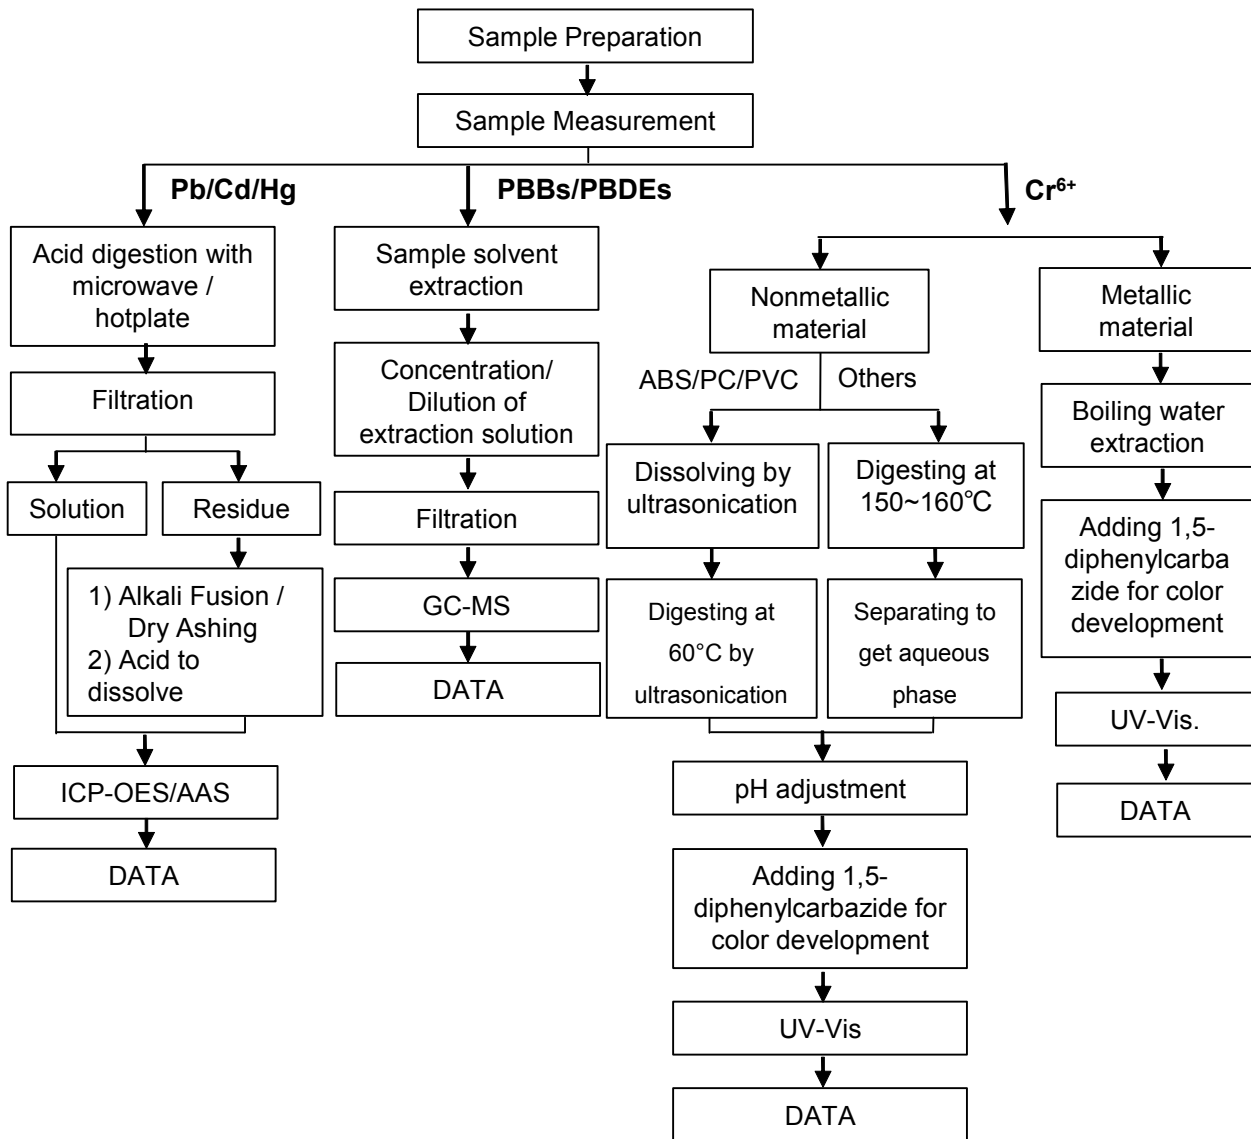 Sample Preparation
Sample Measurement
Pb/Cd/Hg
PBBs/PBDEs
Cr⁶⁺
Acid digestion with
microwave /
hotplate
Filtration
Solution
Residue
1) Alkali Fusion /
Dry Ashing
2) Acid to
dissolve
ICP-OES/AAS
DATA
Sample solvent
extraction
Concentration/
Dilution of
extraction solution
Filtration
GC-MS
DATA
Nonmetallic
material
ABS/PC/PVC
Others
Dissolving by
ultrasonication
Digesting at
60°C by
ultrasonication
Digesting at
150~160℃
Separating to
get aqueous
phase
pH adjustment
Adding 1,5-
diphenylcarbazide for
color development
UV-Vis
DATA
Metallic
material
Boiling water
extraction
Adding 1,5-
diphenylcarba
zide for color
development
UV-Vis.
DATA